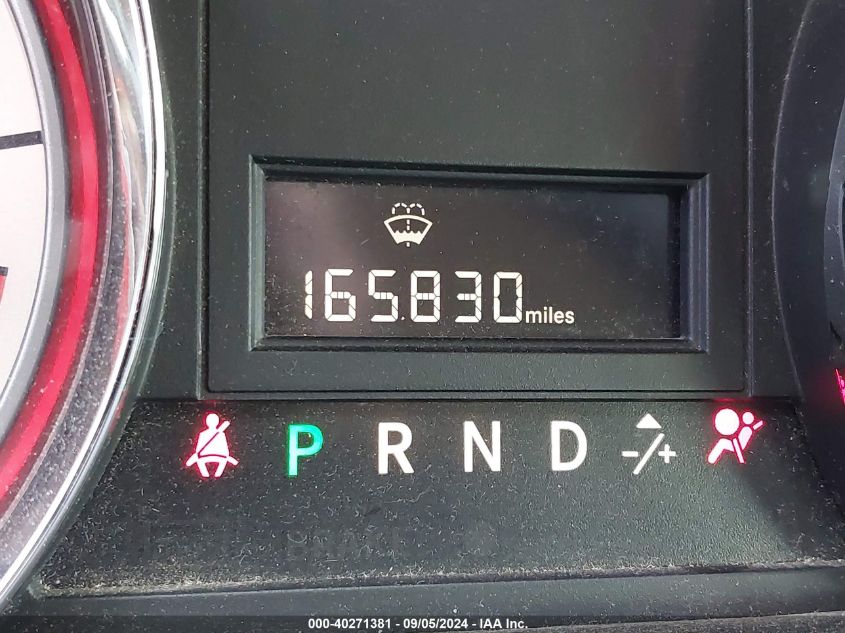 165830 miles
P R N D -/+
000-40271381 / 09/05/2024 - IAA Inc.